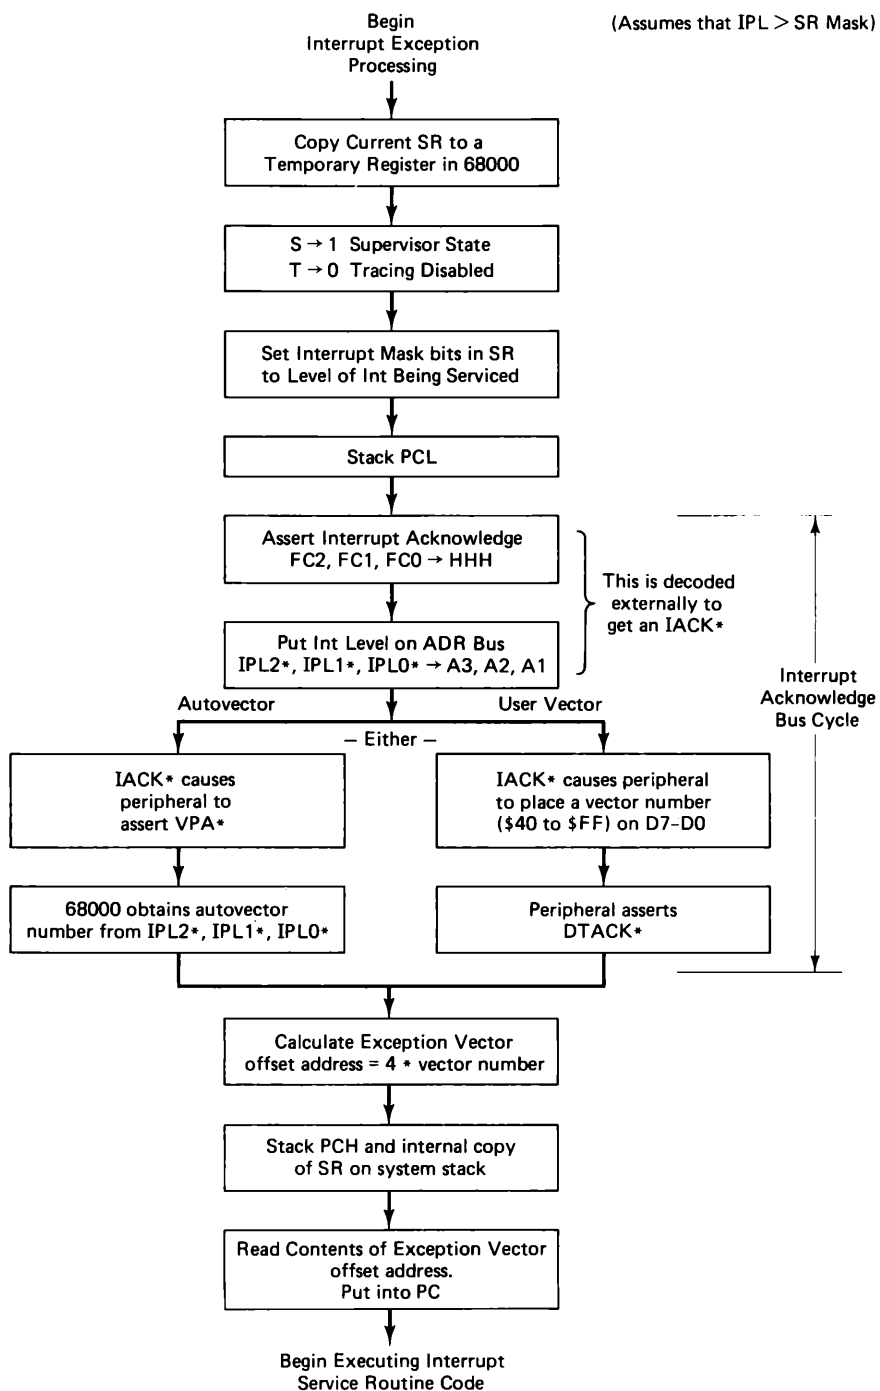 Begin
Interrupt Exception
Processing
(Assumes that IPL > SR Mask)
Copy Current SR to a
Temporary Register in 68000
S → 1 Supervisor State
T → 0 Tracing Disabled
Set Interrupt Mask bits in SR
to Level of Int Being Serviced
Stack PCL
Assert Interrupt Acknowledge
FC2, FC1, FC0 → HHH
Put Int Level on ADR Bus
IPL2*, IPL1*, IPL0* → A3, A2, A1
This is decoded
externally to
get an IACK*
Interrupt
Acknowledge
Bus Cycle
Autovector
User Vector
– Either –
IACK* causes
peripheral to
assert VPA*
IACK* causes peripheral
to place a vector number
($40 to $FF) on D7–D0
68000 obtains autovector
number from IPL2*, IPL1*, IPL0*
Peripheral asserts
DTACK*
Calculate Exception Vector
offset address = 4 * vector number
Stack PCH and internal copy
of SR on system stack
Read Contents of Exception Vector
offset address.
Put into PC
Begin Executing Interrupt
Service Routine Code